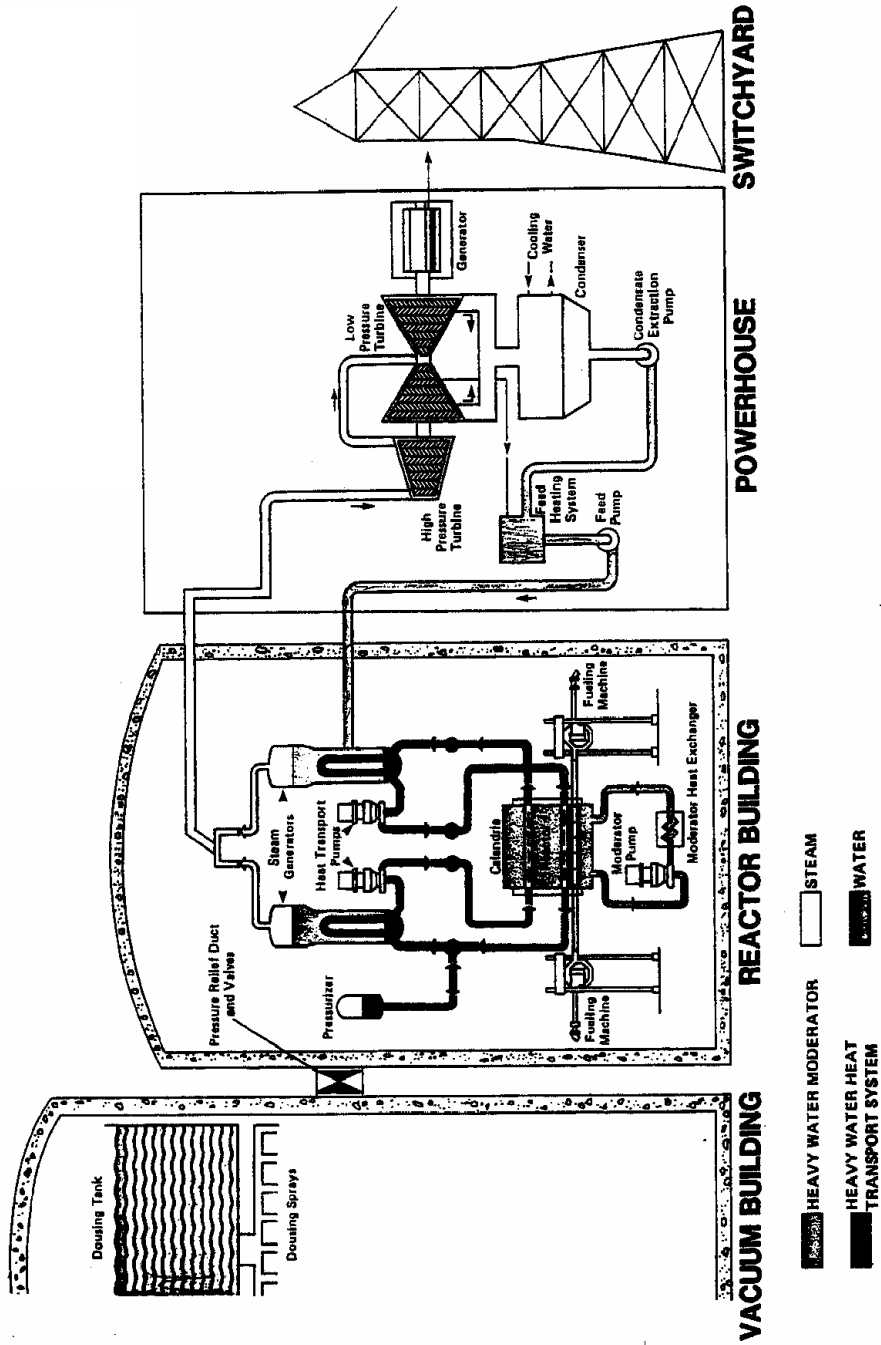 Dousing Tank
Dousing Sprays
Pressure Relief Duct
and Valves
Pressurizer
Steam
Generators
Heat Transport
Pumps
Calandria
Moderator
Pump
Moderator Heat Exchanger
Fueling
Machine
Fueling
Machine
High
Pressure
Turbine
Low
Pressure
Turbine
Generator
Cooling
Water
Condenser
Condensate
Extraction
Pump
Feed
Heating
System
Feed
Pump
VACUUM BUILDING
REACTOR BUILDING
POWERHOUSE
SWITCHYARD
HEAVY WATER MODERATOR
STEAM
HEAVY WATER HEAT
TRANSPORT SYSTEM
WATER